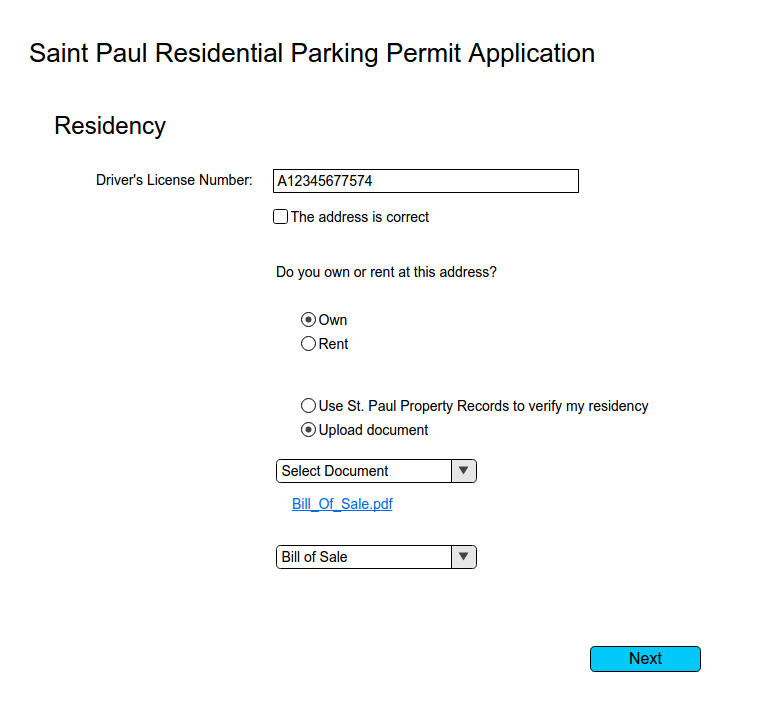 Saint Paul Residential Parking Permit Application
Residency
Driver's License Number: A12345677574
The address is correct
Do you own or rent at this address?
Own
Rent
Use St. Paul Property Records to verify my residency
Upload document
Select Document
Bill_Of_Sale.pdf
Bill of Sale
Next